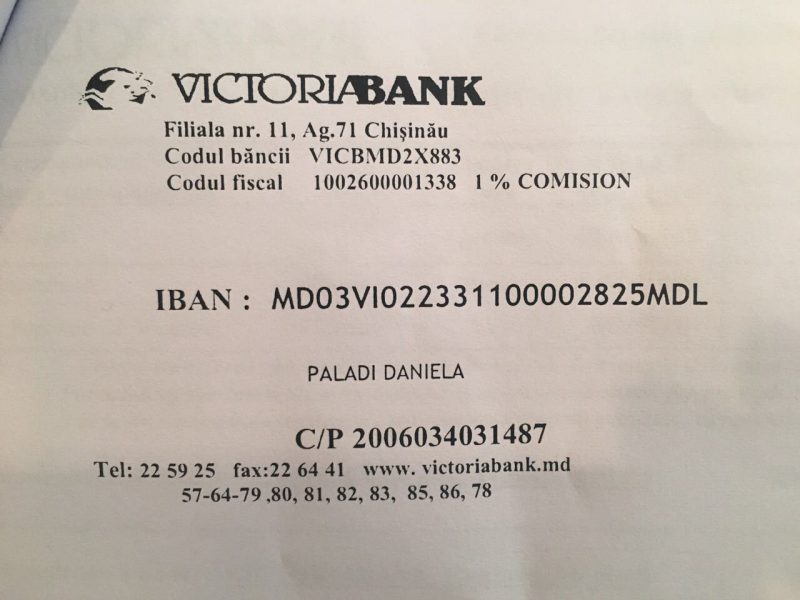 VICTORIABANK
Filiala nr. 11, Ag.71 Chișinău
Codul băncii VICBMD2X883
Codul fiscal 1002600001338 1 % COMISION
IBAN : MD03VI022331100002825MDL
PALADI DANIELA
C/P 2006034031487
Tel: 22 59 25 fax:22 64 41 www. victoriabank.md
57-64-79 ,80, 81, 82, 83, 85, 86, 78